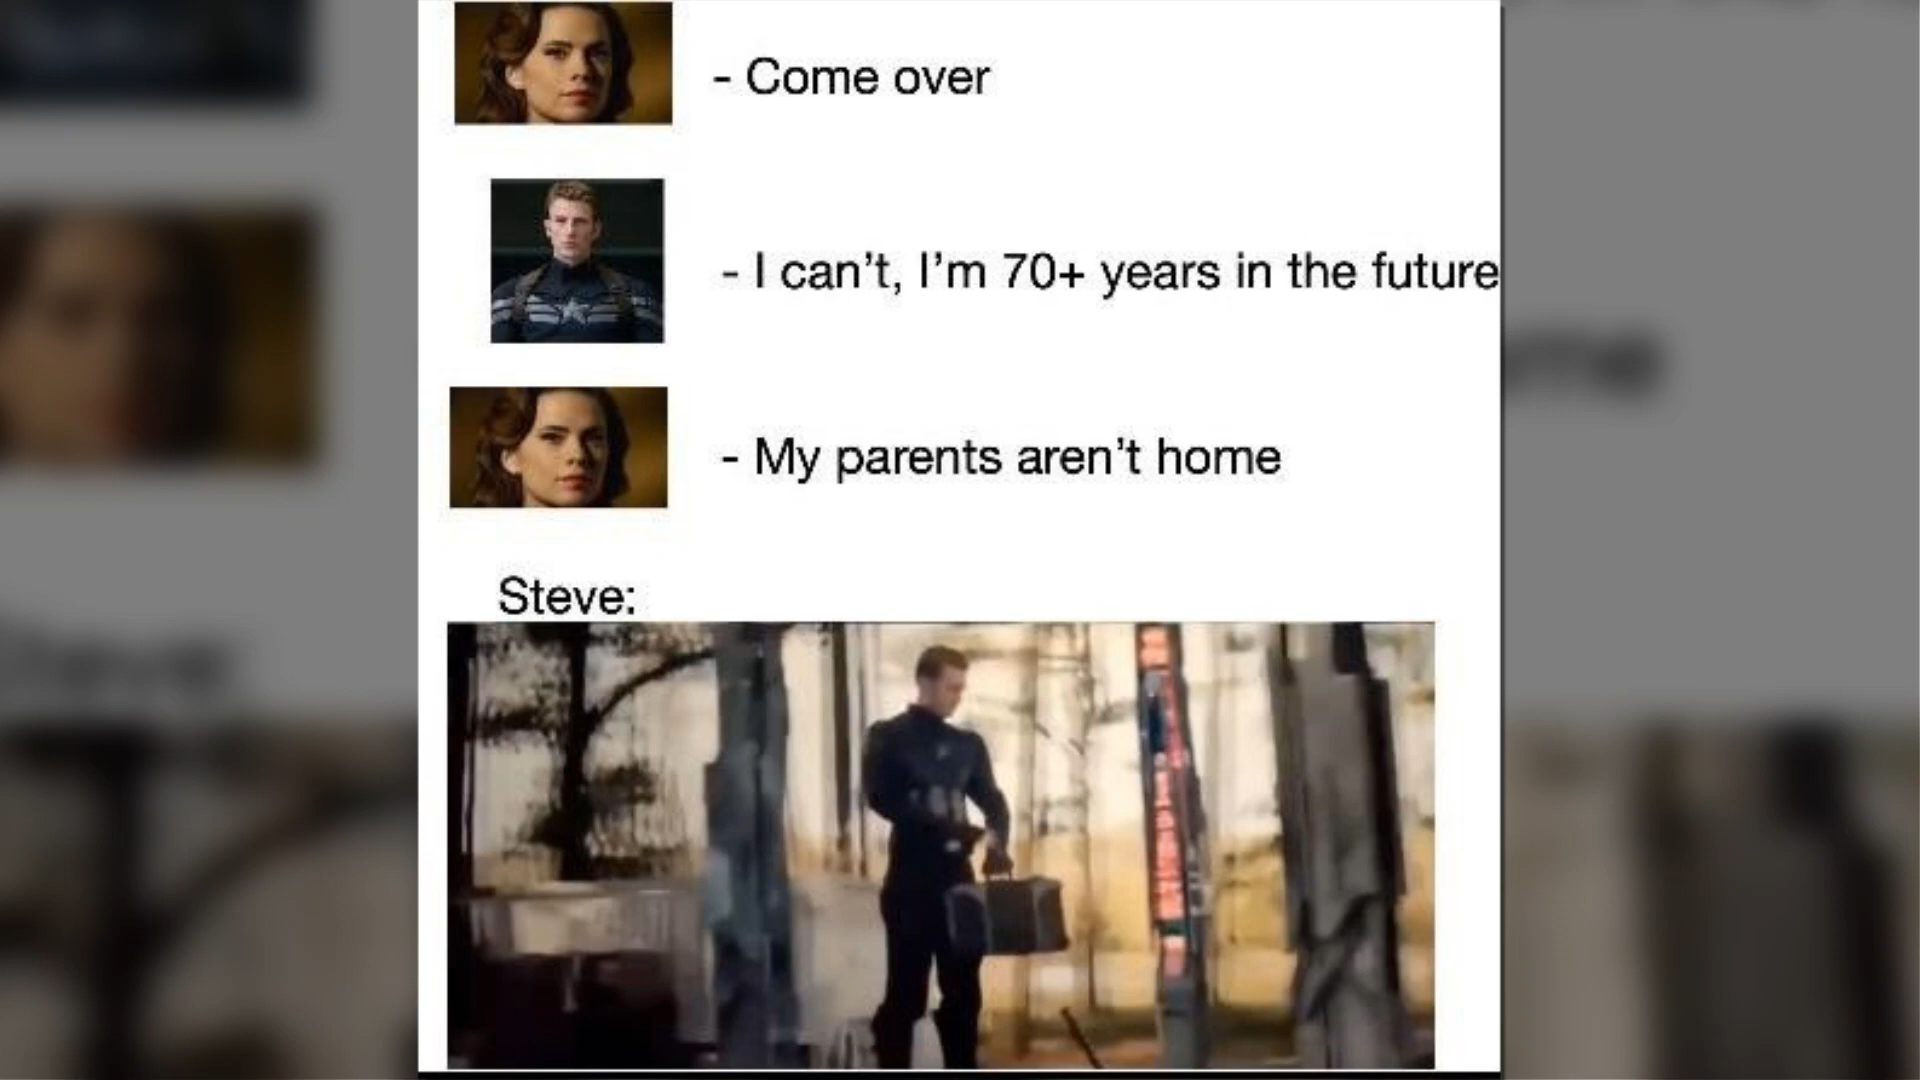 - Come over
- I can't, I'm 70+ years in the future
- My parents aren't home
Steve: